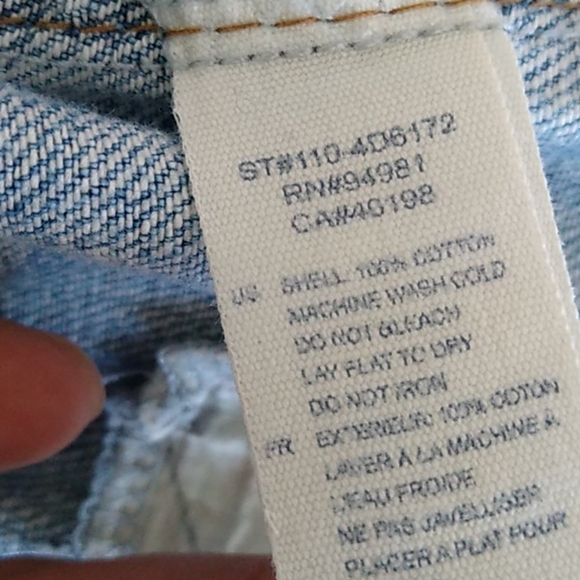 ST#110-4D6172
RN#94981
CA#40198
US SHELL: 100% COTTON
MACHINE WASH COLD
DO NOT BLEACH
LAY FLAT TO DRY
DO NOT IRON
FR EXTERIEUR: 100% COTON
LAVER À LA MACHINE À
L'EAU FROIDE
NE PAS JAVELLISER
PLACER A PLAT POUR